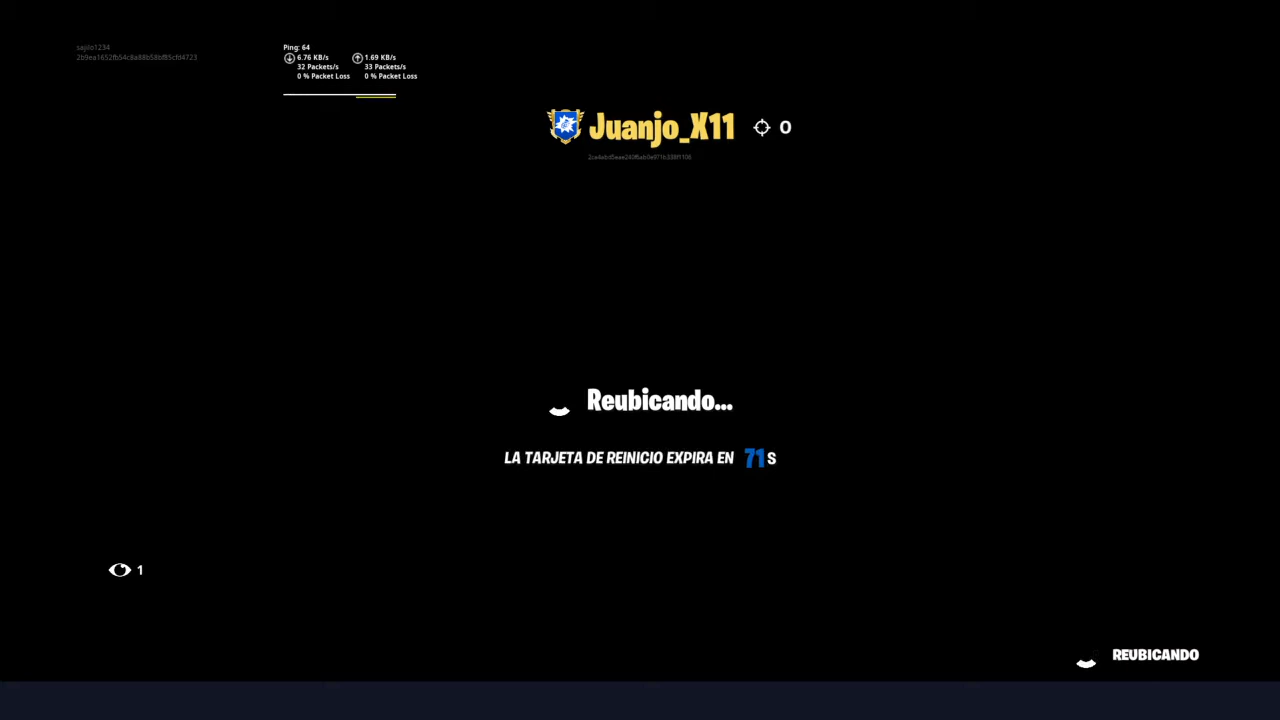 sajilo1234
Ping: 64
6.76 KB/s
1.69 KB/s
32 Packets/s
33 Packets/s
0 % Packet Loss
0 % Packet Loss
Juanjo_X11
0
Reubicando...
LA TARJETA DE REINICIO EXPIRA EN 71 S
1
REUBICANDO